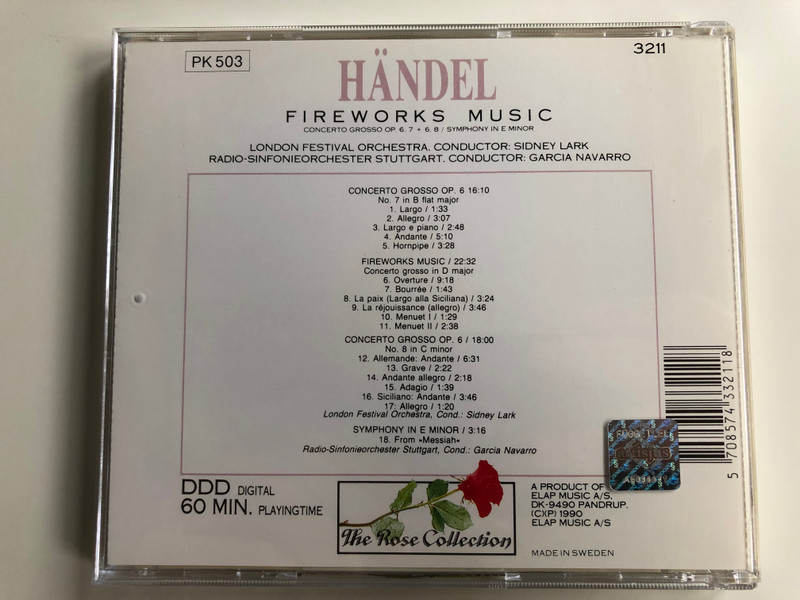 PK 503
3211
HÄNDEL
FIREWORKS MUSIC
CONCERTO GROSSO OP. 6. 7 + 6. 8 / SYMPHONY IN E MINOR
LONDON FESTIVAL ORCHESTRA, CONDUCTOR: SIDNEY LARK
RADIO-SINFONIEORCHESTER STUTTGART, CONDUCTOR: GARCIA NAVARRO
CONCERTO GROSSO OP. 6 16:10
No. 7 in B flat major
1. Largo / 1:33
2. Allegro / 3:07
3. Largo e piano / 2:48
4. Andante / 5:10
5. Hornpipe / 3:28
FIREWORKS MUSIC / 22:32
Concerto grosso in D major
6. Overture / 9:18
7. Bourrée / 1:43
8. La paix (Largo alla Siciliana) / 3:24
9. La réjouissance (allegro) / 3:46
10. Menuet I / 1:29
11. Menuet II / 2:38
CONCERTO GROSSO OP. 6 / 18:00
No. 8 in C minor
12. Allemande: Andante / 6:31
13. Grave / 2:22
14. Andante allegro / 2:18
15. Adagio / 1:39
16. Siciliano: Andante / 3:46
17: Allegro / 1:20
London Festival Orchestra, Cond.: Sidney Lark
SYMPHONY IN E MINOR / 3:16
18. From »Messiah«
Radio-Sinfonieorchester Stuttgart, Cond.: Garcia Navarro
5 708574 332118
artisjus
DDD DIGITAL
60 MIN. PLAYINGTIME
The Rose Collection
A PRODUCT OF
ELAP MUSIC A/S,
DK-9490 PANDRUP.
(C)(P) 1990
ELAP MUSIC A/S
MADE IN SWEDEN